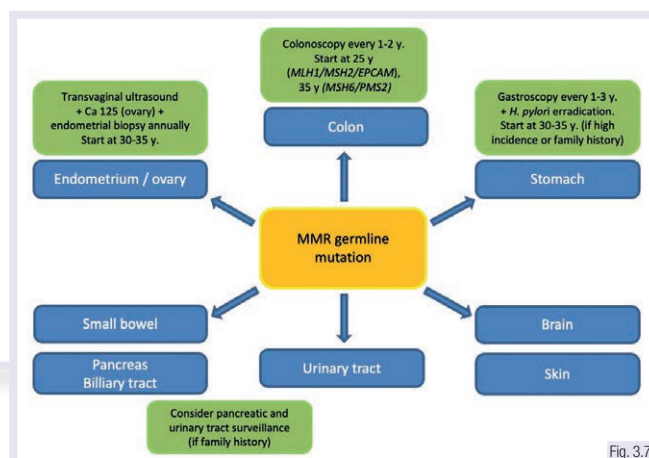 Colonoscopy every 1-2 y.
Start at 25 y
(MLH1/MSH2/EPCAM),
35 y (MSH6/PMS2)
Colon
Transvaginal ultrasound
+ Ca 125 (ovary) +
endometrial biopsy annually
Start at 30-35 y.
Endometrium / ovary
Gastroscopy every 1-3 y.
+ H. pylori erradication.
Start at 30-35 y. (if high
incidence or family history)
Stomach
MMR germline
mutation
Small bowel
Pancreas
Billiary tract
Urinary tract
Brain
Skin
Consider pancreatic and
urinary tract surveillance
(if family history)
Fig. 3.7